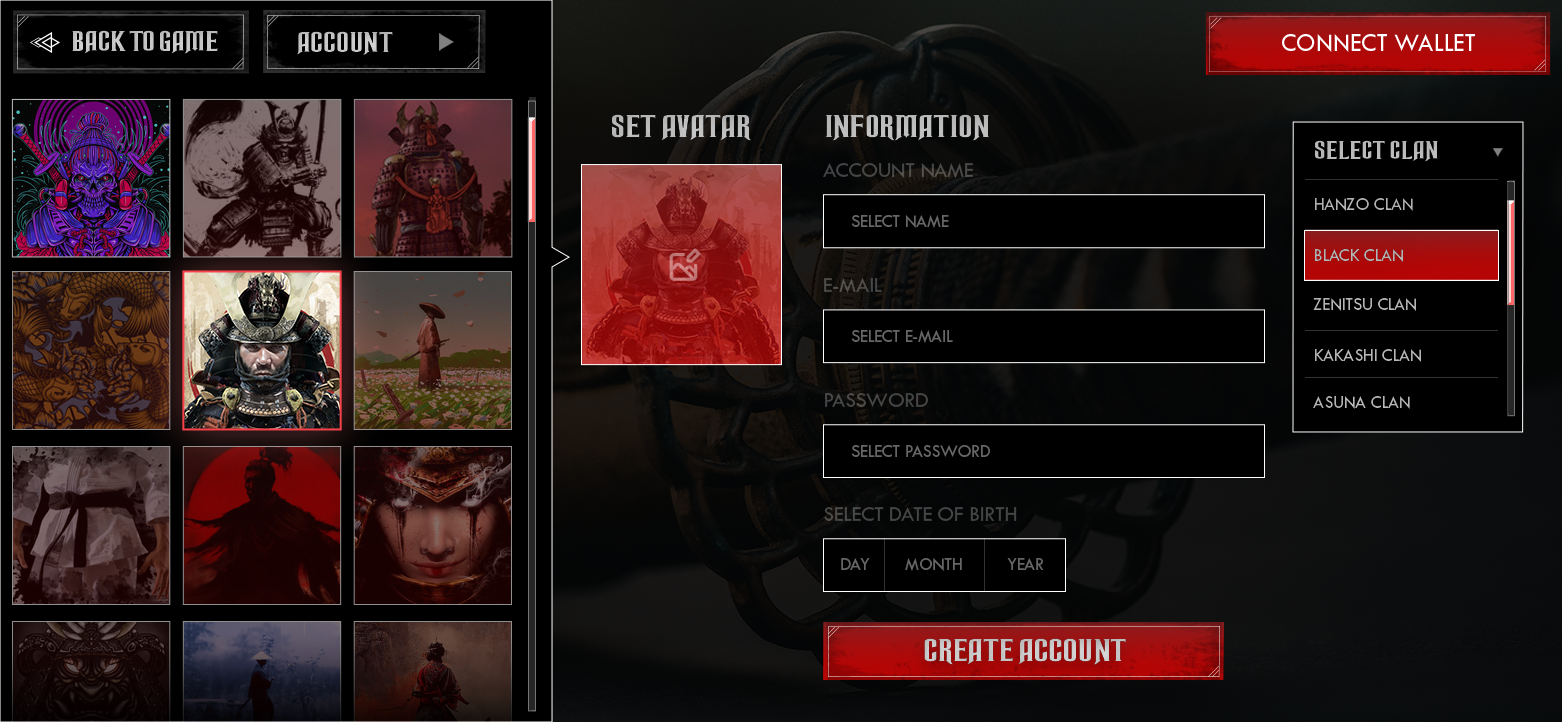 BACK TO GAME
ACCOUNT
CONNECT WALLET
SET AVATAR
INFORMATION
ACCOUNT NAME
SELECT NAME
E-MAIL
SELECT E-MAIL
PASSWORD
SELECT PASSWORD
SELECT DATE OF BIRTH
DAY MONTH YEAR
CREATE ACCOUNT
SELECT CLAN
HANZO CLAN
BLACK CLAN
ZENITSU CLAN
KAKASHI CLAN
ASUNA CLAN